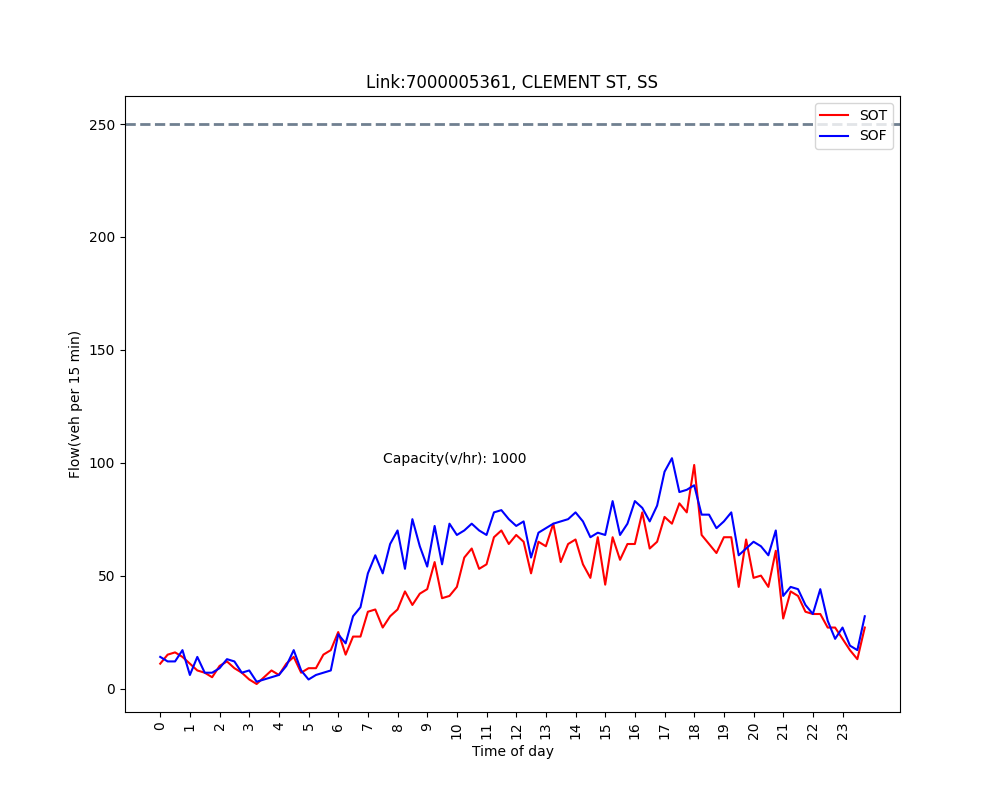 Link:7000005361, CLEMENT ST, SS
250
200
150
100
50
0
Flow(veh per 15 min)
SOT
SOF
Capacity(v/hr): 1000
0 1 2 3 4 5 6 7 8 9 10 11 12 13 14 15 16 17 18 19 20 21 22 23
Time of day